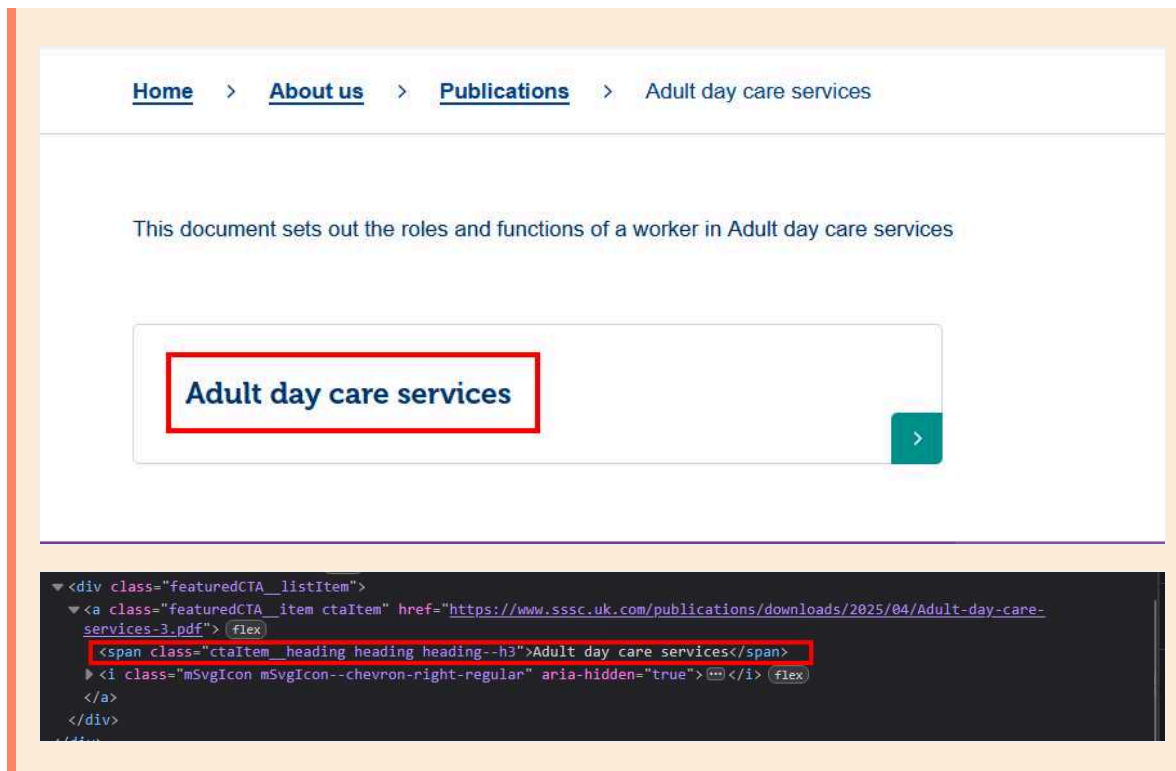 Home > About us > Publications > Adult day care services
This document sets out the roles and functions of a worker in Adult day care services
Adult day care services
<div class="featuredCTA__listItem">
<a class="featuredCTA__item ctaItem" href="https://www.sssc.uk.com/publications/downloads/2025/04/Adult-day-care-
services-3.pdf"> flex
<span class="ctaItem__heading heading heading--h3">Adult day care services</span>
<i class="mSvgIcon mSvgIcon--chevron-right-regular" aria-hidden="true">…</i> flex
</a>
</div>